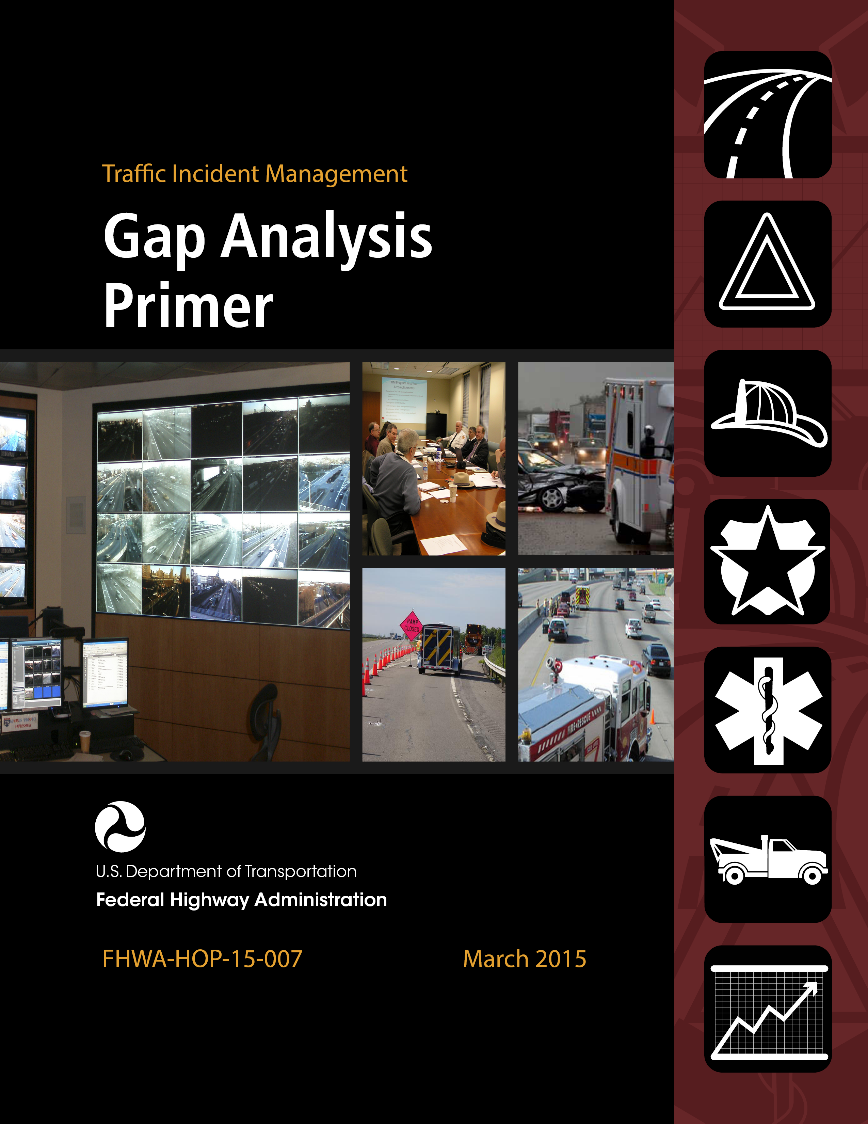 Traffic Incident Management
Gap Analysis
Primer
U.S. Department of Transportation
Federal Highway Administration
FHWA-HOP-15-007
March 2015